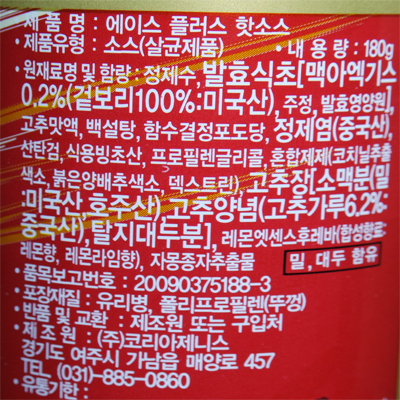 ·제 품 명 : 에이스 플러스 핫소스
·제품유형 : 소스(살균제품) ·내 용 량 : 180g
·원재료명 및 함량 : 정제수, 발효식초[맥아엑기스
0.2%(겉보리100%:미국산), 주정, 발효영양원],
고추맛액, 백설탕, 함수결정포도당, 정제염(중국산),
산탄검, 식용빙초산, 프로필렌글리콜, 혼합제제(코치닐추출
색소, 붉은양배추색소, 덱스트린), 고추장[소맥분(밀
:미국산,호주산) 고추양념(고추가루6.2%:
중국산), 탈지대두분], 레몬엣센스후레바(합성향료:
레몬향, 레몬라임향), 자몽종자추출물
밀, 대두 함유
·품목보고번호 : 20090375188-3
·포장재질 : 유리병, 폴리프로필렌(뚜껑)
·반품 및 교환 : 제조원 또는 구입처
·제 조 원 : (주)코리아제니스
경기도 여주시 가남읍 매양로 457
TEL (031)-885-0860
·유통기한 :